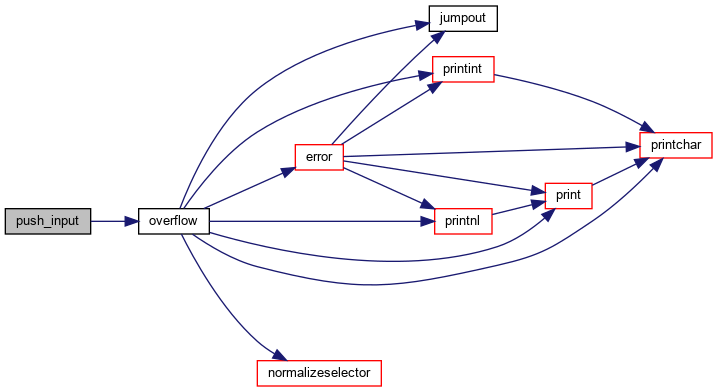 jumpout
printint
printchar
error
print
push_input
overflow
printnl
normalizeselector